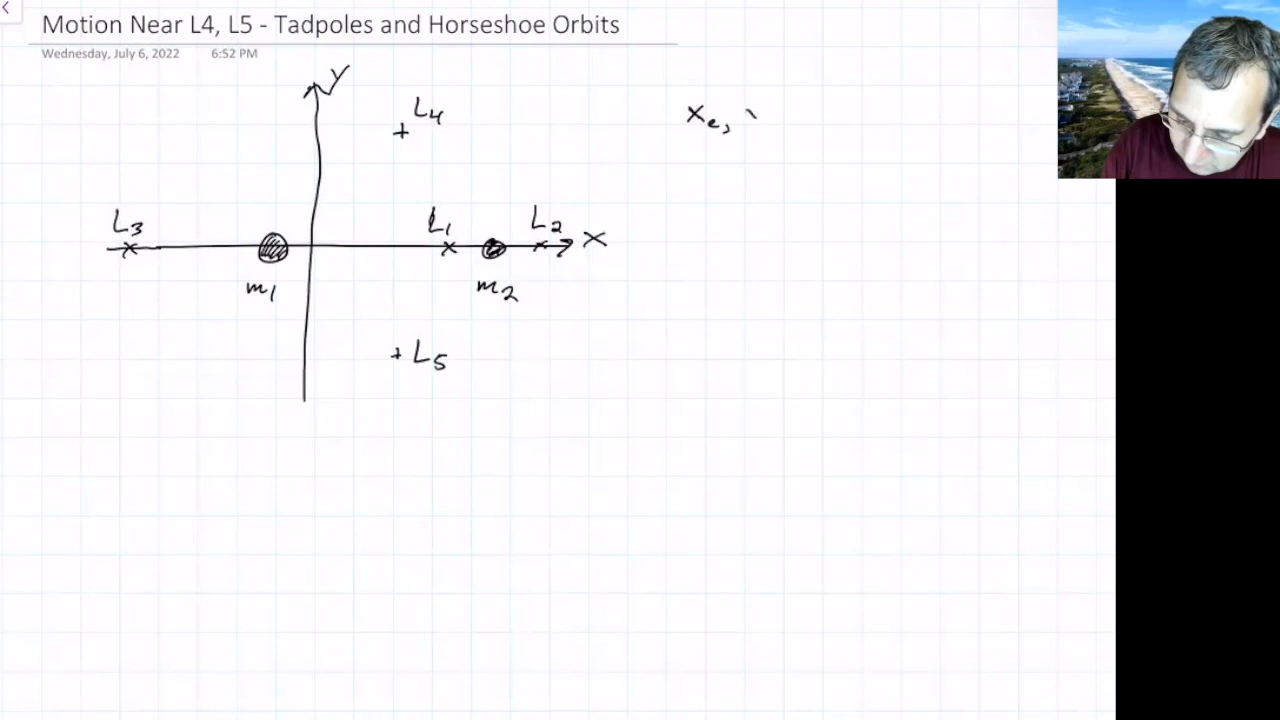 Motion Near L4, L5 - Tadpoles and Horseshoe Orbits
Wednesday, July 6, 2022 6:52 PM
y
L4
xe,
L3
L1
L2
x
m1
m2
L5